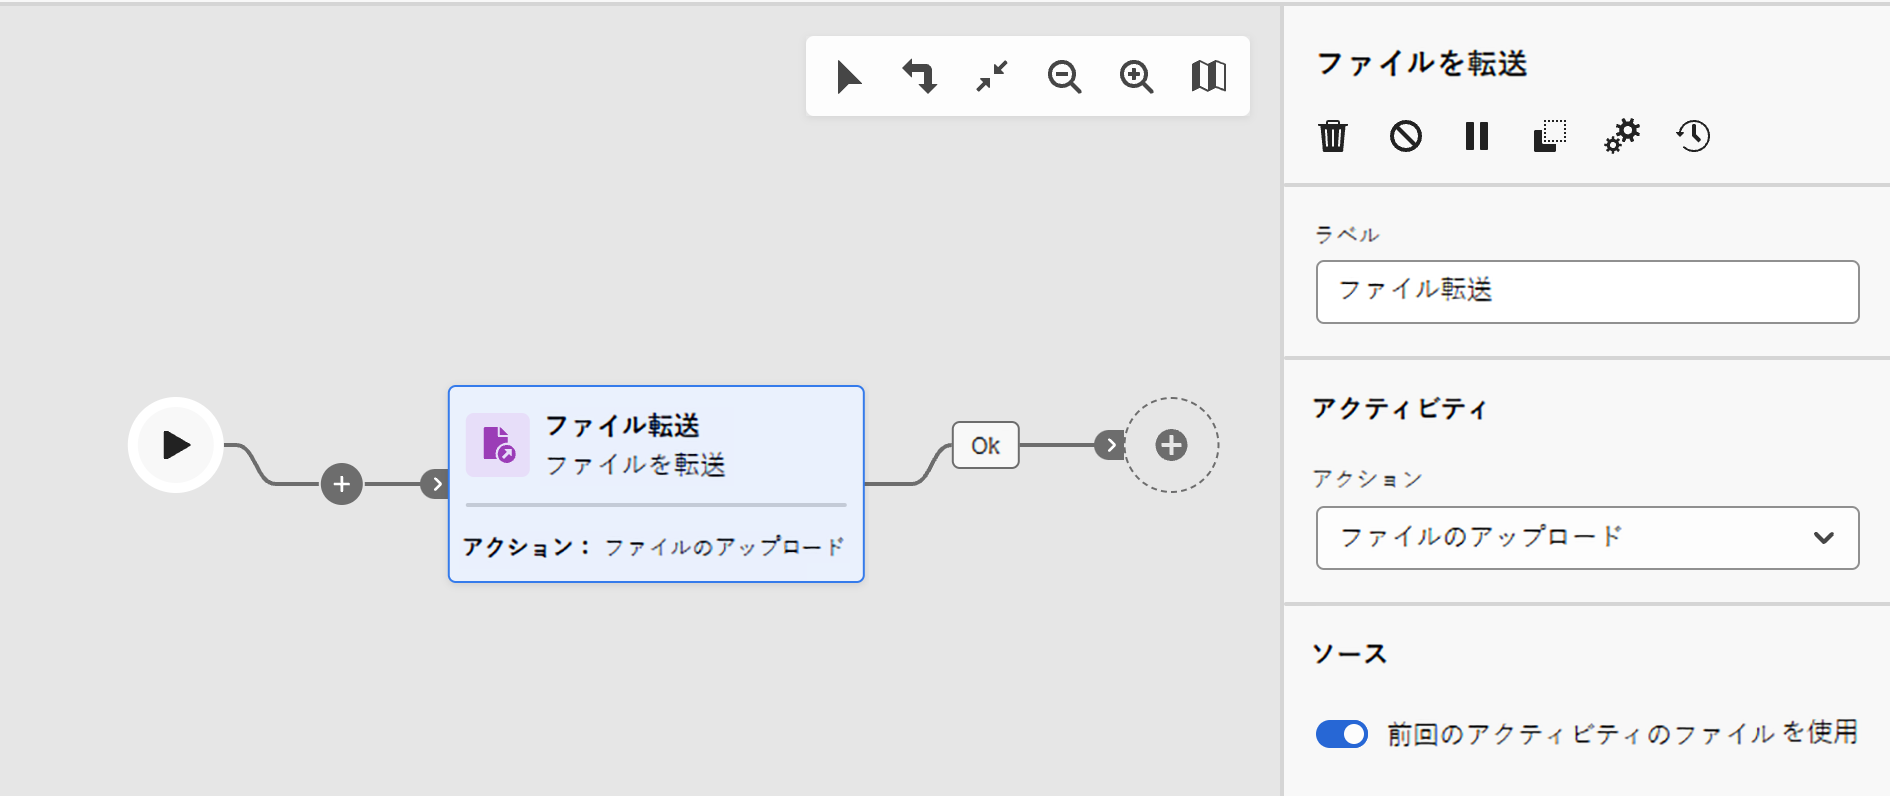 ファイル転送
ファイルを転送
アクション： ファイルのアップロード
Ok
ファイルを転送
ラベル
ファイル転送
アクティビティ
アクション
ファイルのアップロード
ソース
前回のアクティビティのファイル を使用